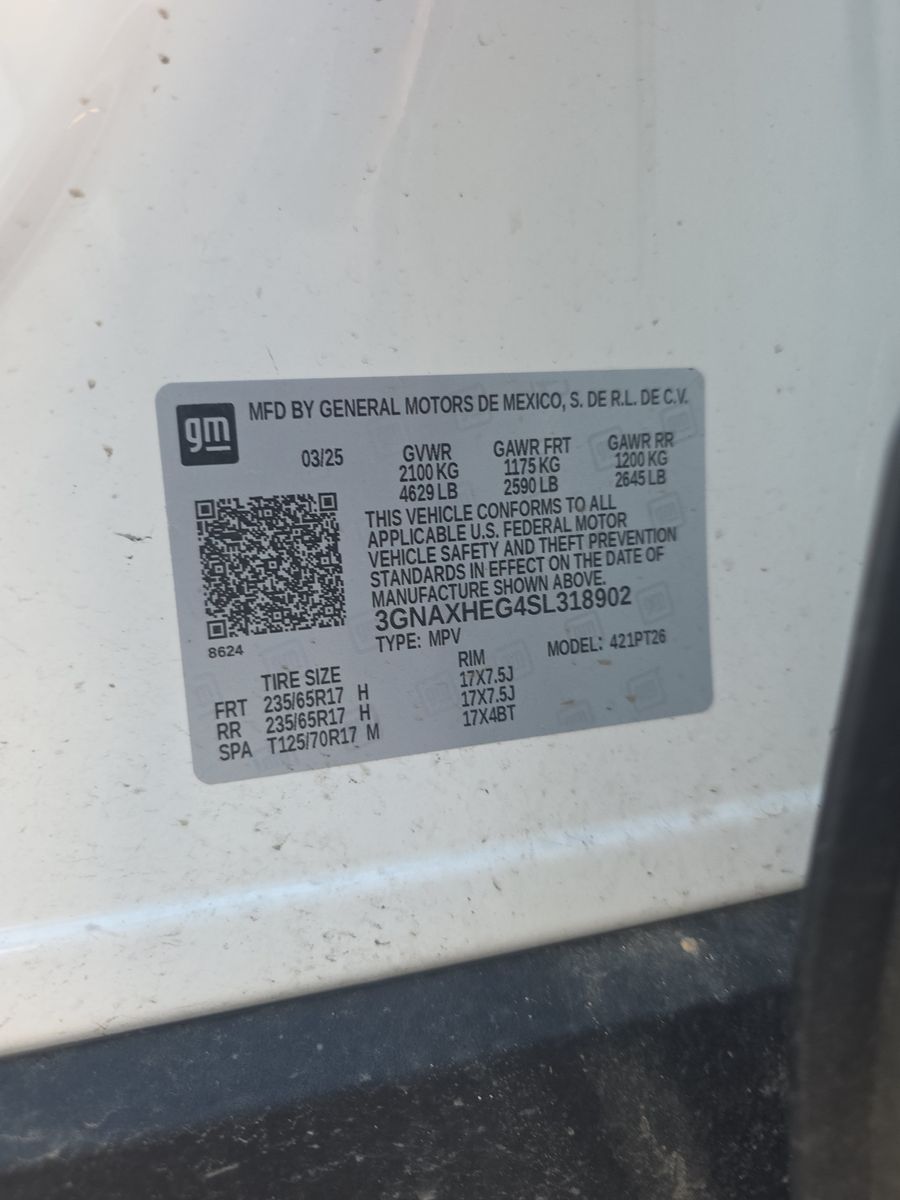 gm
MFD BY GENERAL MOTORS DE MEXICO, S. DE R.L. DE C.V.
03/25 GVWR GAWR FRT GAWR RR
2100 KG 1175 KG 1200 KG
4629 LB 2590 LB 2645 LB
THIS VEHICLE CONFORMS TO ALL
APPLICABLE U.S. FEDERAL MOTOR
VEHICLE SAFETY AND THEFT PREVENTION
STANDARDS IN EFFECT ON THE DATE OF
MANUFACTURE SHOWN ABOVE.
3GNAXHEG4SL318902
8624
TYPE: MPV MODEL: 421PT26
TIRE SIZE RIM
FRT 235/65R17 H 17X7.5J
RR 235/65R17 H 17X7.5J
SPA T125/70R17 M 17X4BT